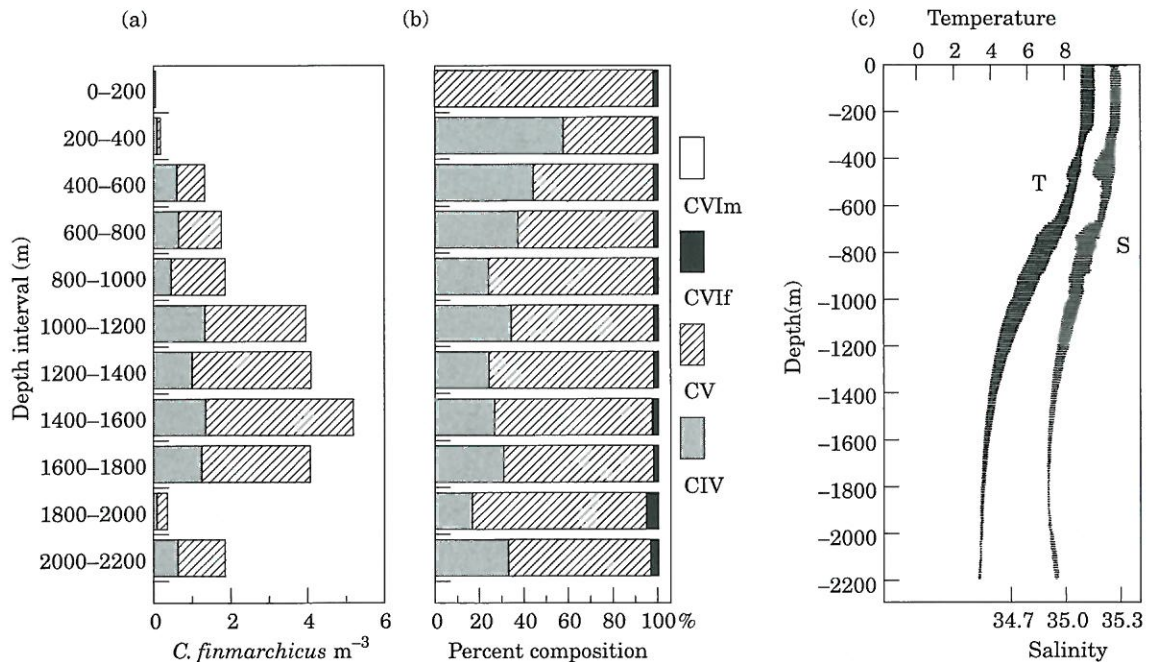 (a)
Depth interval (m)
0–200
200–400
400–600
600–800
800–1000
1000–1200
1200–1400
1400–1600
1600–1800
1800–2000
2000–2200
0 2 4 6
C. finmarchicus m⁻³
(b)
0 20 40 60 80 100 %
Percent composition
CVIm
CVIf
CV
CIV
(c)
Temperature
0 2 4 6 8
Depth(m)
0
–200
–400
–600
–800
–1000
–1200
–1400
–1600
–1800
–2000
–2200
T
S
34.7 35.0 35.3
Salinity